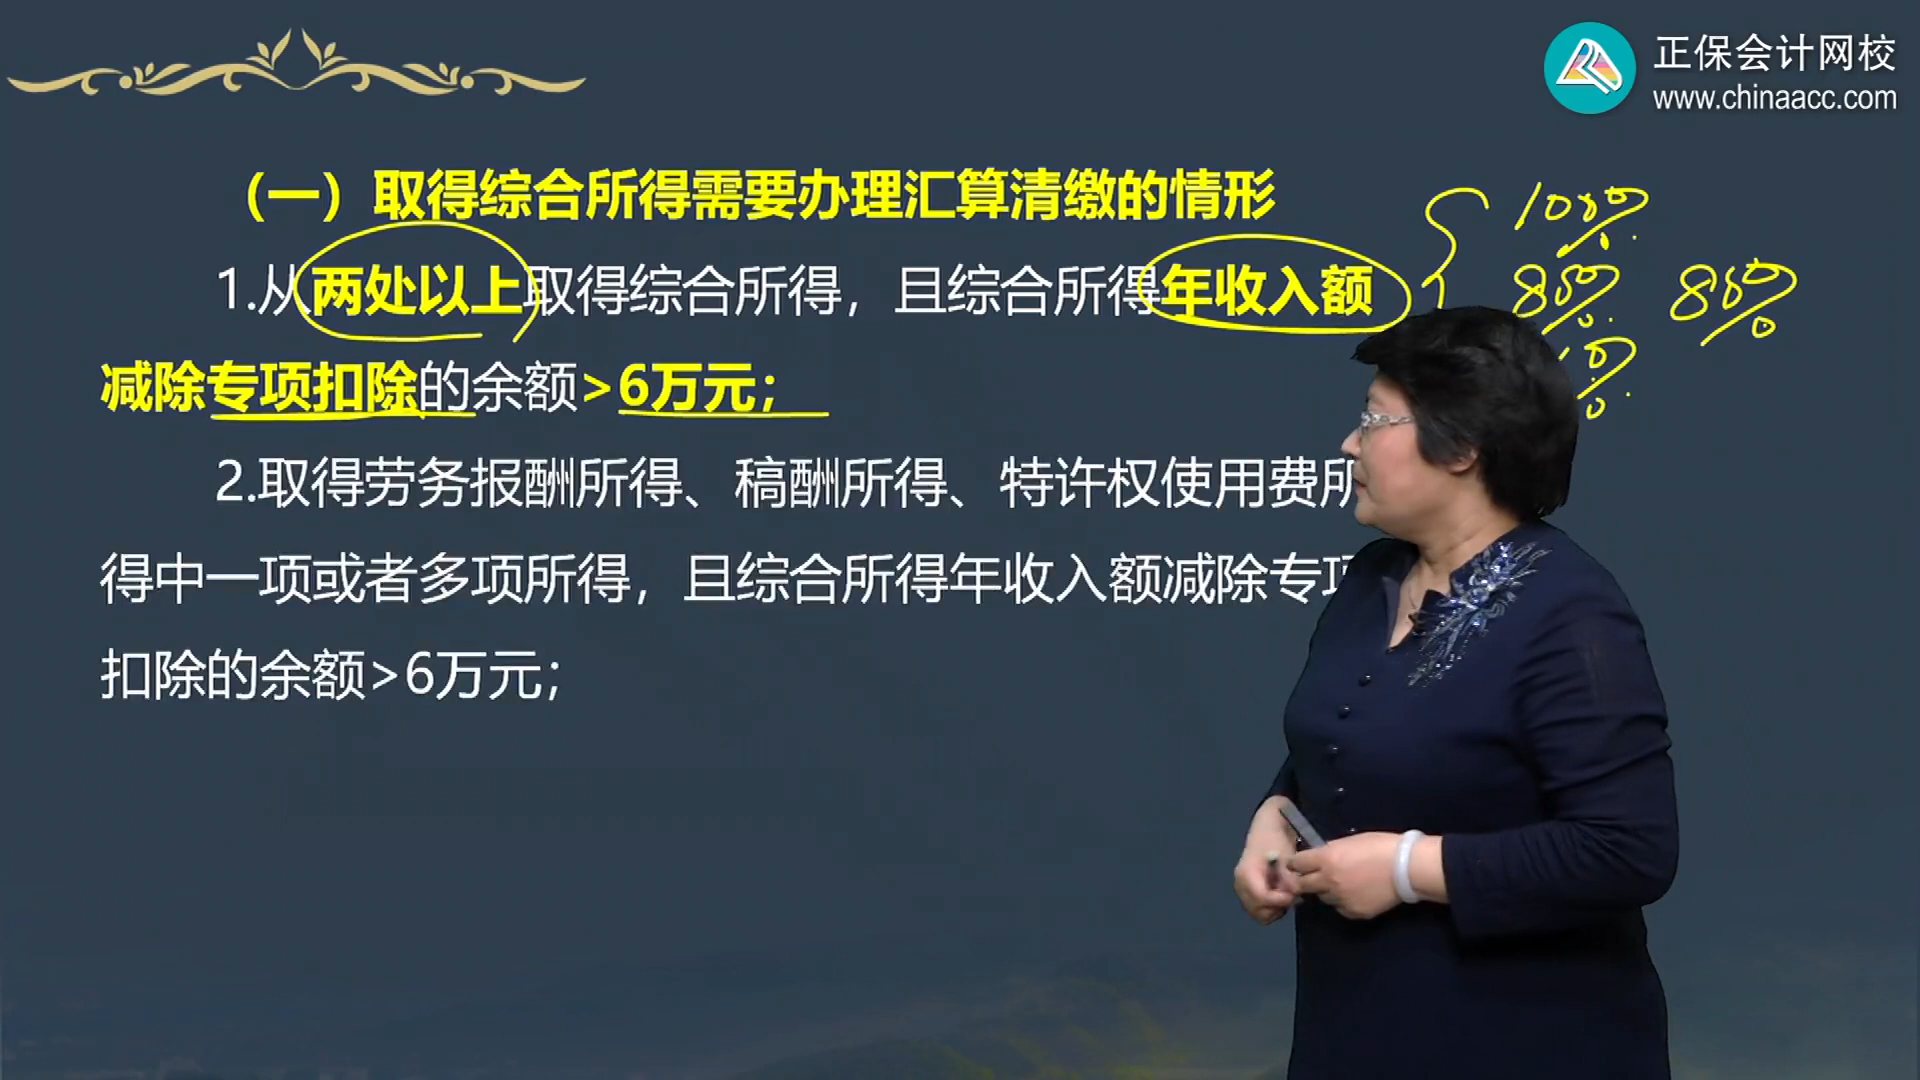 正保会计网校
www.chinaacc.com
（一）取得综合所得需要办理汇算清缴的情形
1.从两处以上取得综合所得，且综合所得年收入额
减除专项扣除的余额>6万元；
2.取得劳务报酬所得、稿酬所得、特许权使用费所
得中一项或者多项所得，且综合所得年收入额减除专项
扣除的余额>6万元；
100%
80% 80%